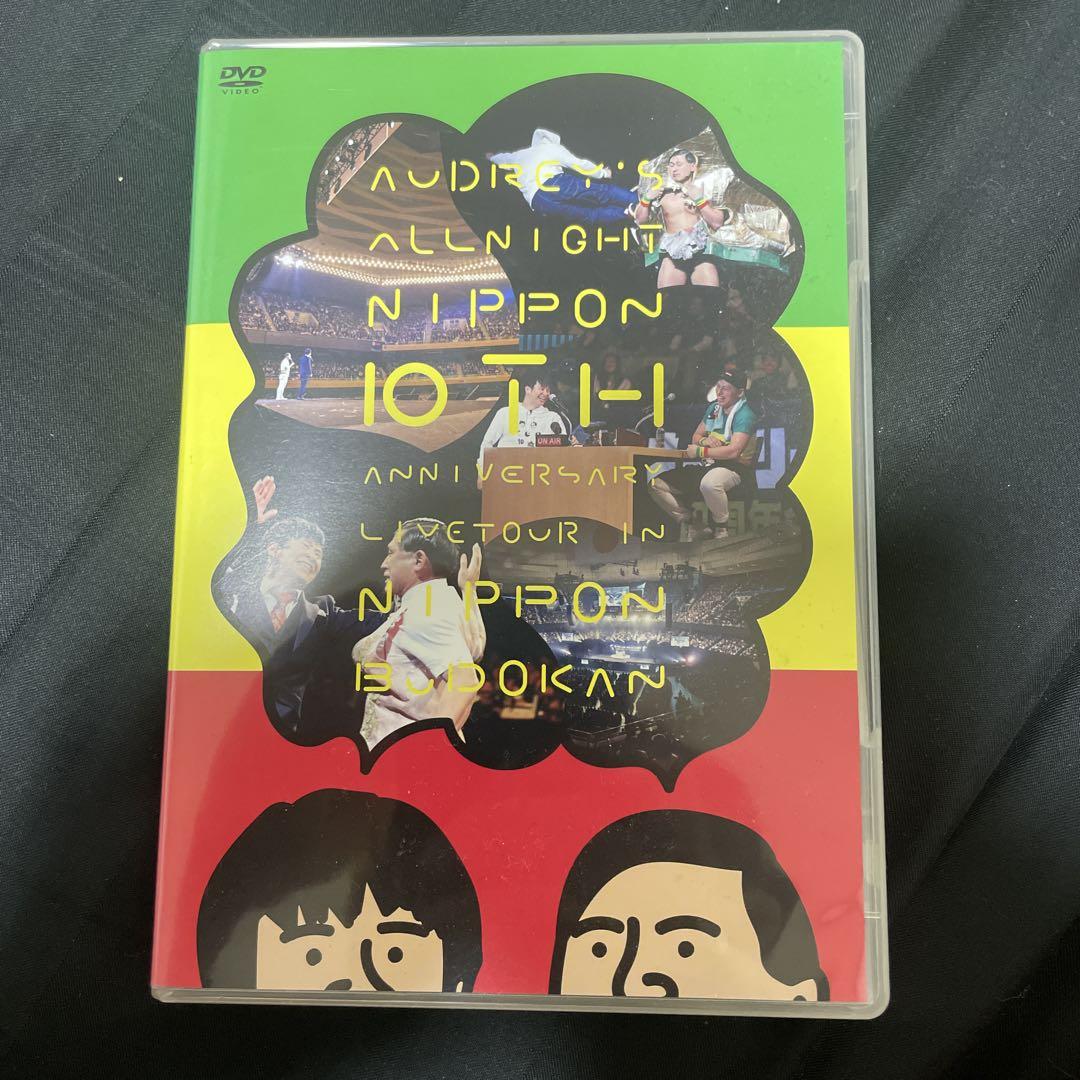 DVD
VIDEO
AUDREY'S
ALLNIGHT
NIPPON
10TH
ANNIVERSARY
LIVETOUR IN
NIPPON
BUDOKAN
ON AIR